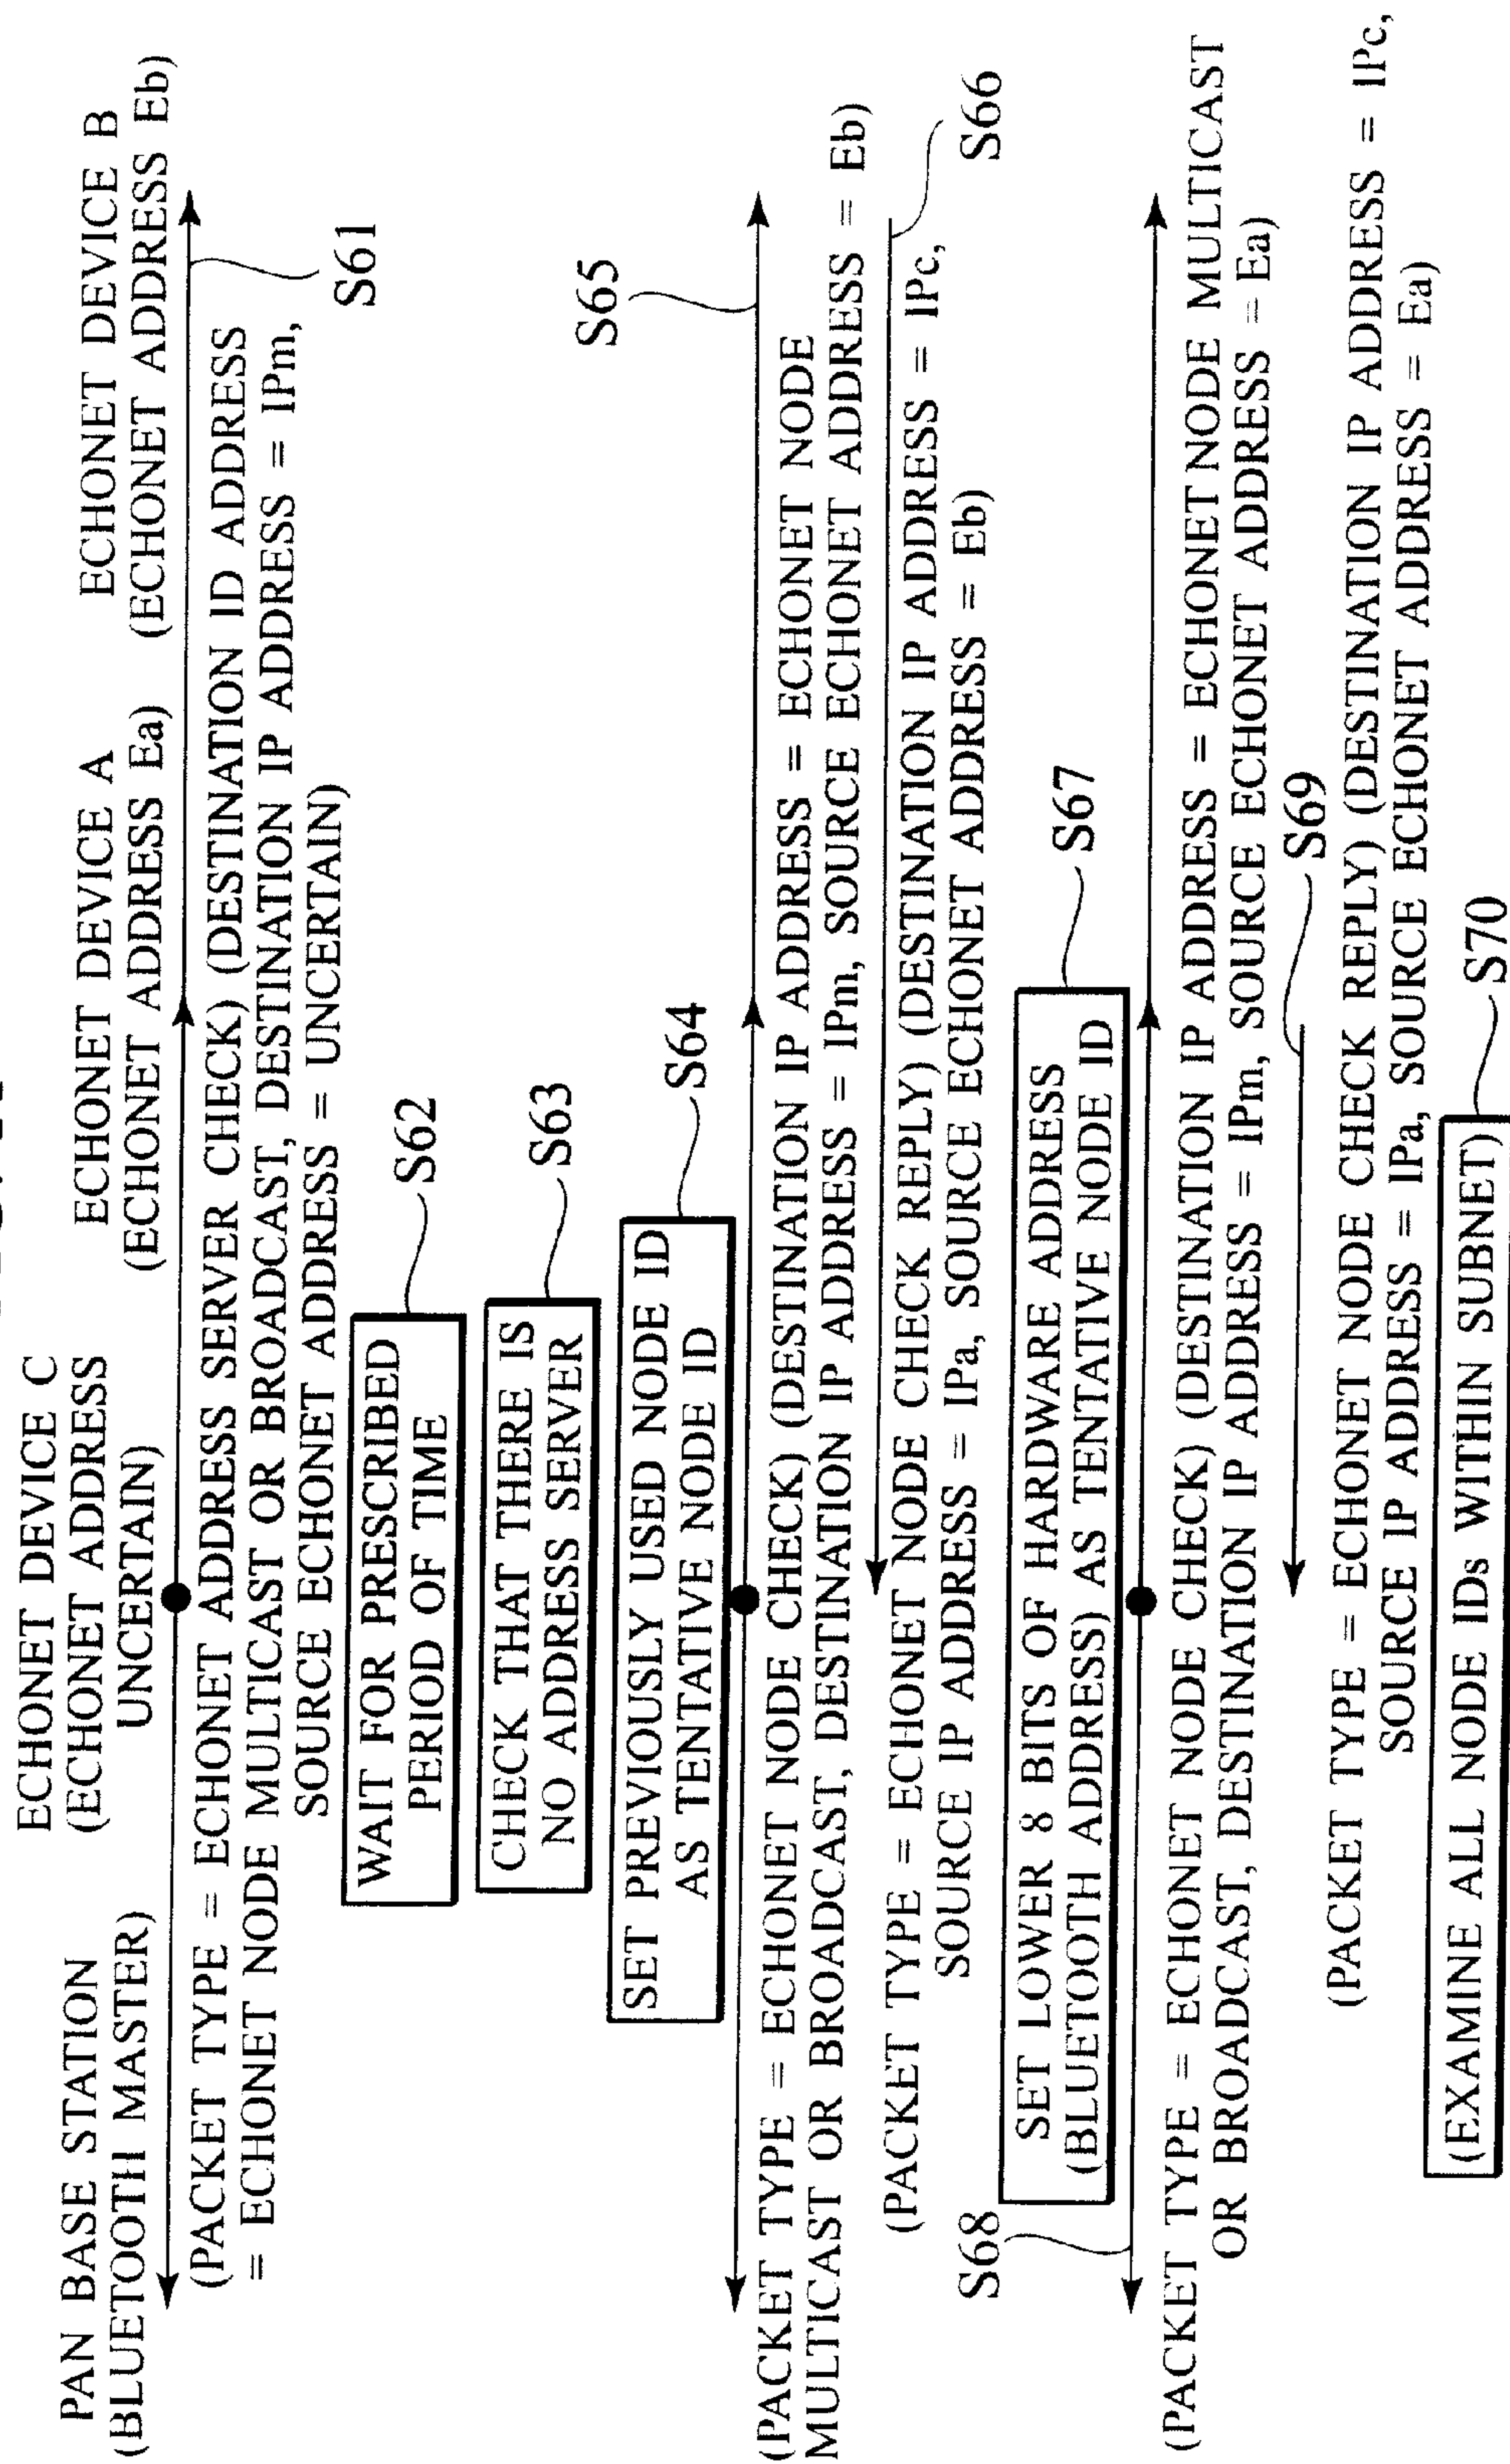 PAN BASE STATION
(BLUETOOTH MASTER)
ECHONET DEVICE C
(ECHONET ADDRESS
UNCERTAIN)
ECHONET DEVICE A
(ECHONET ADDRESS Ea)
ECHONET DEVICE B
(ECHONET ADDRESS Eb)
S61
(PACKET TYPE = ECHONET ADDRESS SERVER CHECK) (DESTINATION ID ADDRESS
= ECHONET NODE MULTICAST OR BROADCAST, DESTINATION IP ADDRESS = IPm,
SOURCE ECHONET ADDRESS = UNCERTAIN)
WAIT FOR PRESCRIBED
PERIOD OF TIME
S62
CHECK THAT THERE IS
NO ADDRESS SERVER
S63
SET PREVIOUSLY USED NODE ID
AS TENTATIVE NODE ID
S64
S65
(PACKET TYPE = ECHONET NODE CHECK) (DESTINATION IP ADDRESS = ECHONET NODE
MULTICAST OR BROADCAST, DESTINATION IP ADDRESS = IPm, SOURCE ECHONET ADDRESS = Eb)
S66
(PACKET TYPE = ECHONET NODE CHECK REPLY) (DESTINATION IP ADDRESS = IPc,
SOURCE IP ADDRESS = IPa, SOURCE ECHONET ADDRESS = Eb)
SET LOWER 8 BITS OF HARDWARE ADDRESS
(BLUETOOTH ADDRESS) AS TENTATIVE NODE ID
S67
S68
(PACKET TYPE = ECHONET NODE CHECK) (DESTINATION IP ADDRESS = ECHONET NODE MULTICAST
OR BROADCAST, DESTINATION IP ADDRESS = IPm, SOURCE ECHONET ADDRESS = Ea)
S69
(PACKET TYPE = ECHONET NODE CHECK REPLY) (DESTINATION IP ADDRESS = IPc,
SOURCE IP ADDRESS = IPa, SOURCE ECHONET ADDRESS = Ea)
(EXAMINE ALL NODE IDs WITHIN SUBNET)
S70